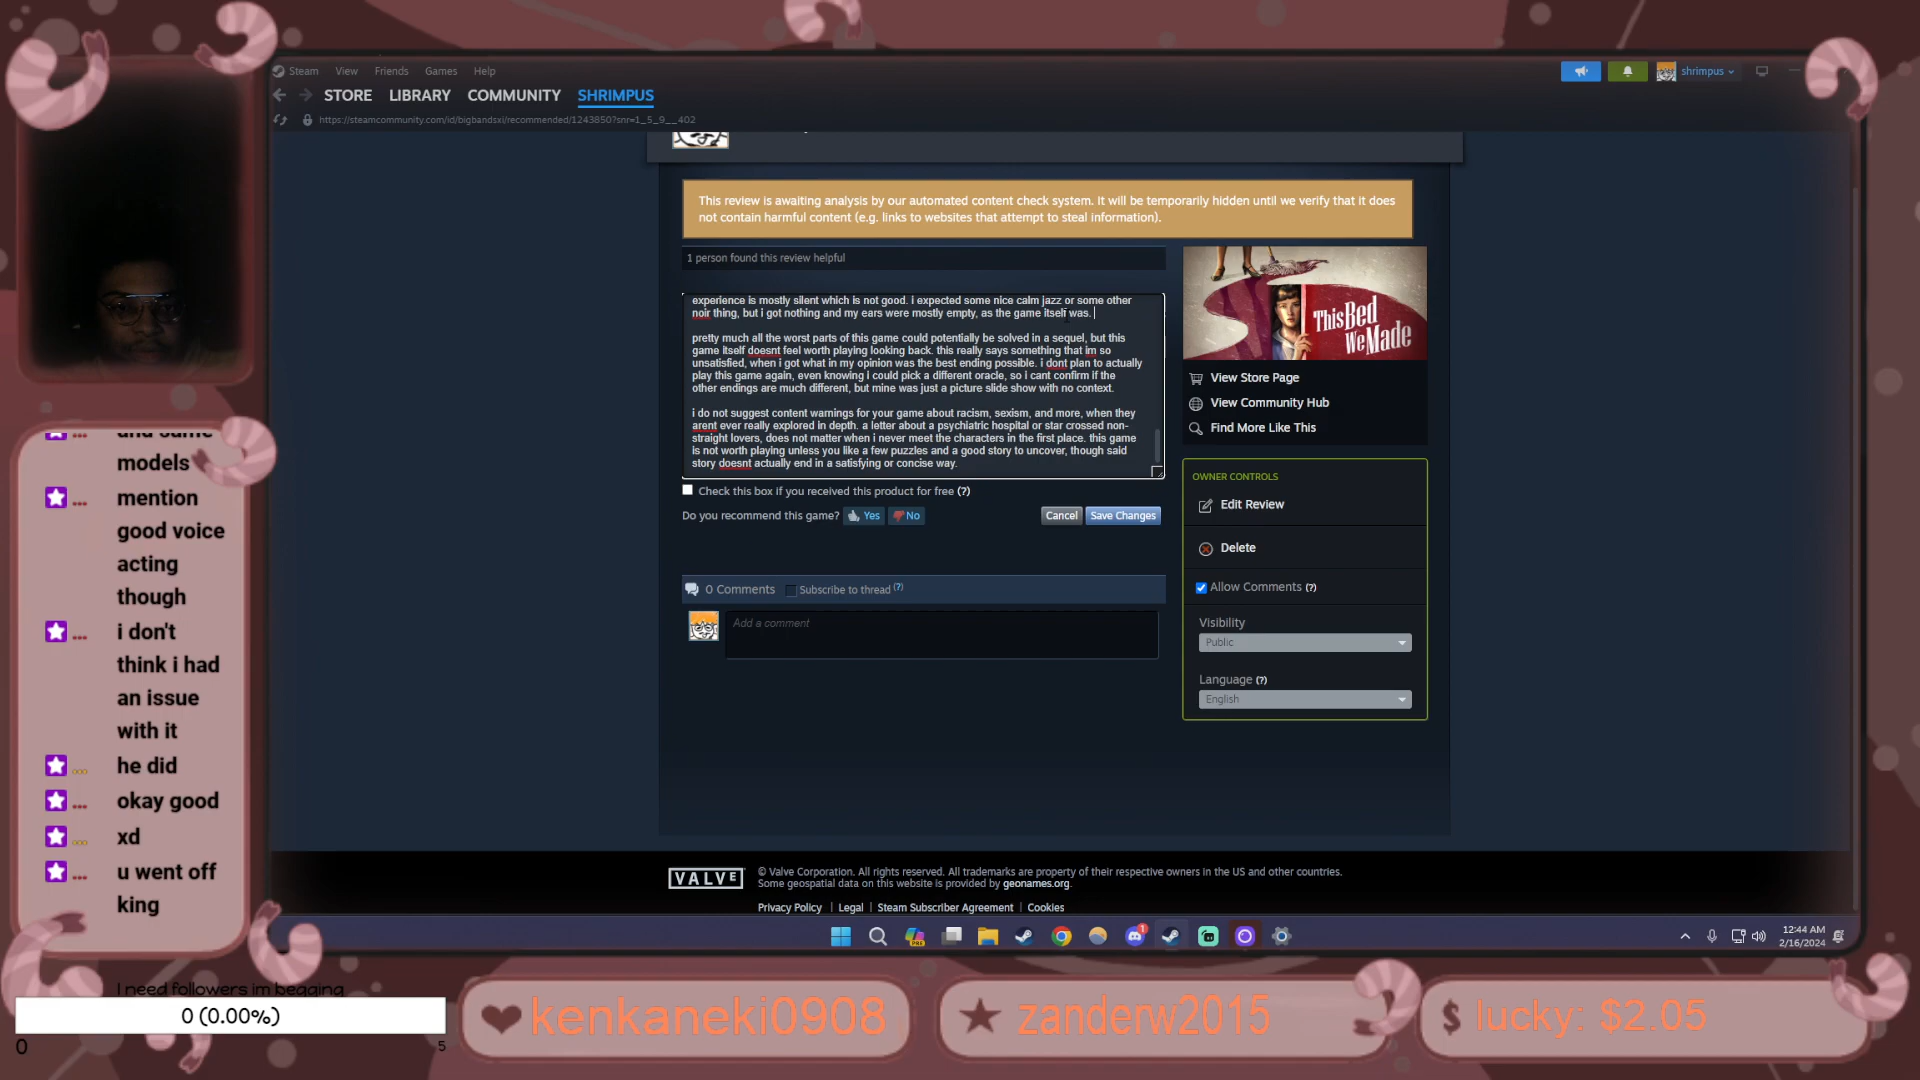 Steam View Friends Games Help
shrimpus
STORE LIBRARY COMMUNITY SHRIMPUS
https://steamcommunity.com/id/bigbandsxi/recommended/1243850?snr=1_5_9__402
This review is awaiting analysis by our automated content check system. It will be temporarily hidden until we verify that it does
not contain harmful content (e.g. links to websites that attempt to steal information).
1 person found this review helpful
experience is mostly silent which is not good. i expected some nice calm jazz or some other
noir thing, but i got nothing and my ears were mostly empty, as the game itself was.
pretty much all the worst parts of this game could potentially be solved in a sequel, but this
game itself doesnt feel worth playing looking back. this really says something that im so
unsatisfied, when i got what in my opinion was the best ending possible. i dont plan to actually
play this game again, even knowing i could pick a different oracle, so i cant confirm if the
other endings are much different, but mine was just a picture slide show with no context.
i do not suggest content warnings for your game about racism, sexism, and more, when they
arent ever really explored in depth. a letter about a psychiatric hospital or star crossed non-
straight lovers, does not matter when i never meet the characters in the first place. this game
is not worth playing unless you like a few puzzles and a good story to uncover, though said
story doesnt actually end in a satisfying or concise way.
Check this box if you received this product for free (?)
Do you recommend this game? Yes No Cancel Save Changes
0 Comments Subscribe to thread (?)
Add a comment
This Bed
We Made
View Store Page
View Community Hub
Find More Like This
OWNER CONTROLS
Edit Review
Delete
Allow Comments (?)
Visibility
Public
Language (?)
English
VALVE
© Valve Corporation. All rights reserved. All trademarks are property of their respective owners in the US and other countries.
Some geospatial data on this website is provided by geonames.org.
Privacy Policy | Legal | Steam Subscriber Agreement | Cookies
and same
models
mention
good voice
acting
though
i don't
think i had
an issue
with it
he did
okay good
xd
u went off
king
1
12:44 AM
2/16/2024
I need followers im begging
0 (0.00%)
0
5
kenkaneki0908
zanderw2015
$ lucky: $2.05